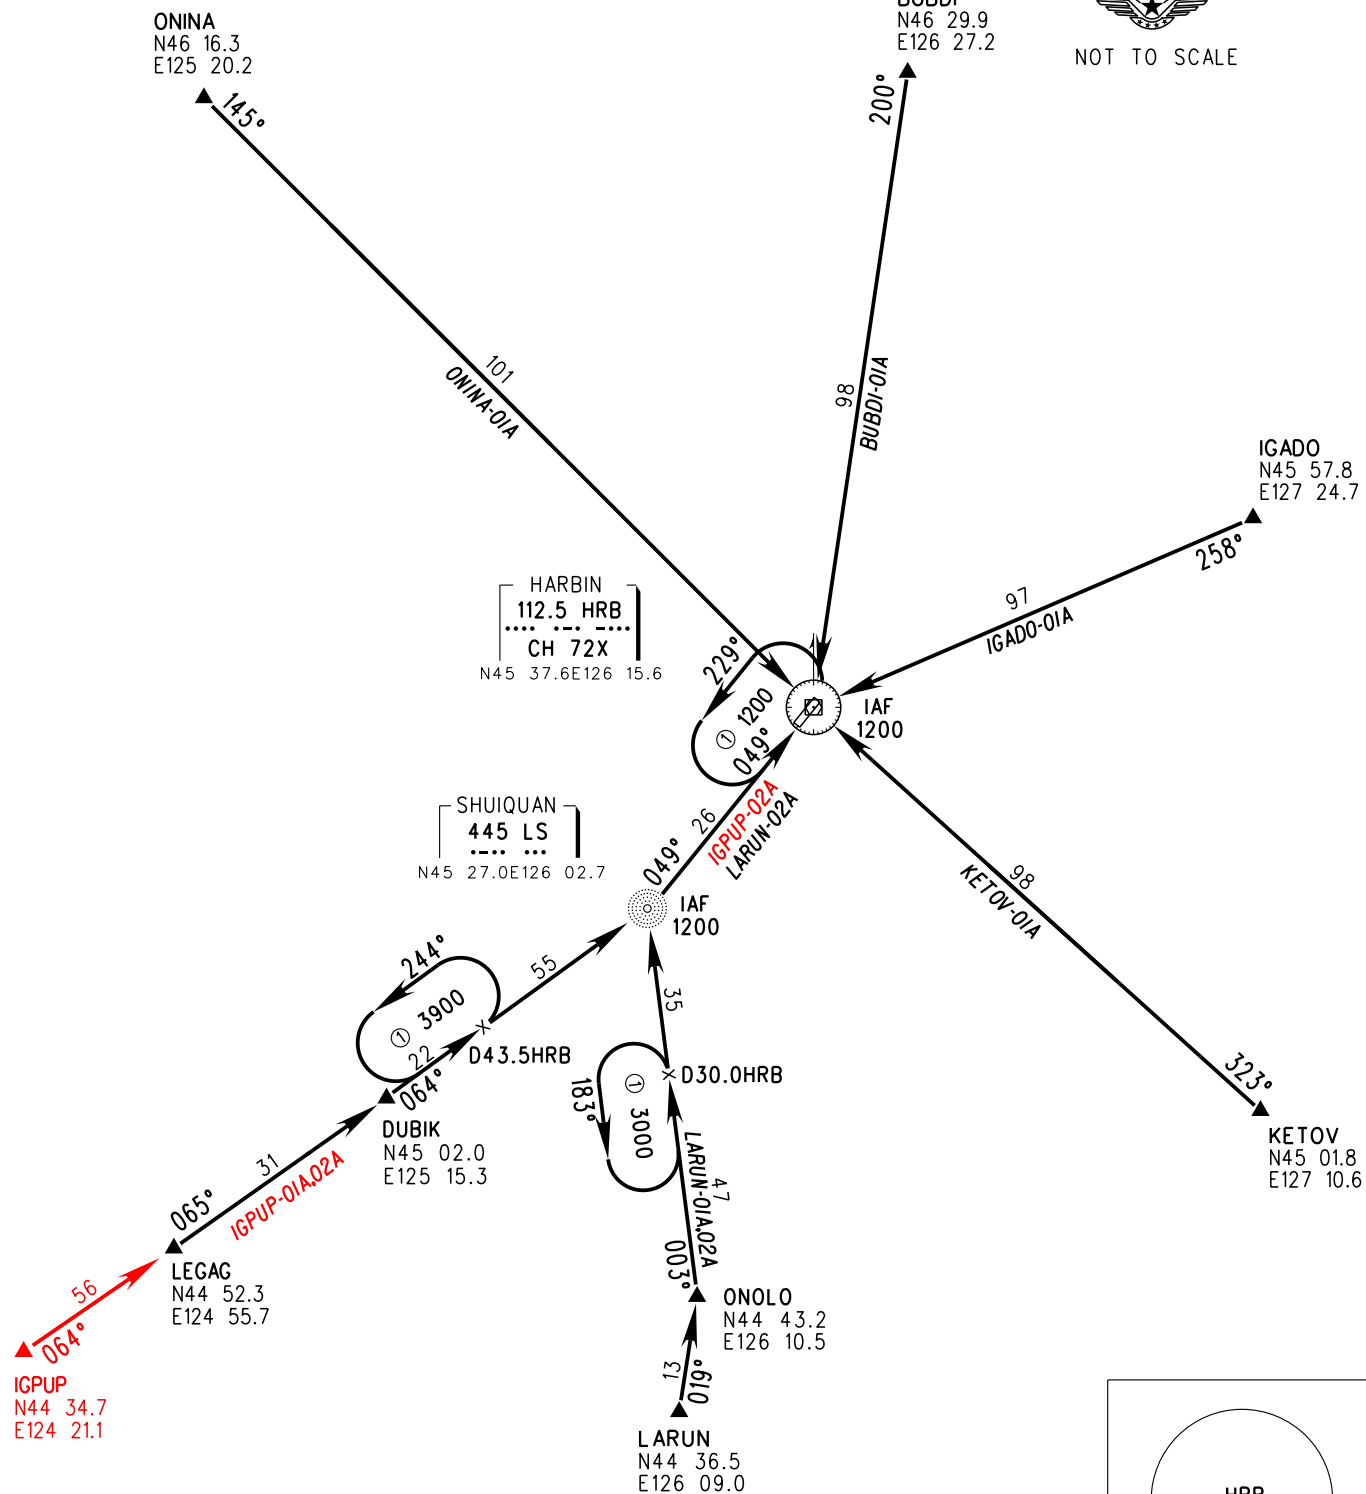 ONINA
N46 16.3
E125 20.2
145°
BUBDI
N46 29.9
E126 27.2
200°
NOT TO SCALE
101
ONINA-01A
98
BUBDI-01A
IGADO
N45 57.8
E127 24.7
258°
97
IGADO-01A
HARBIN
112.5 HRB
CH 72X
N45 37.6E126 15.6
229°
① 1200
049°
IAF
1200
SHUIQUAN
445 LS
N45 27.0E126 02.7
26
049°
IGPUP-02A
LARUN-02A
IAF
1200
98
KETOV-01A
323°
KETOV
N45 01.8
E127 10.6
244°
① 3900
55
22
064°
D43.5HRB
DUBIK
N45 02.0
E125 15.3
35
D30.0HRB
183°
① 3000
LARUN-01A,02A
47
003°
31
065°
IGPUP-01A,02A
LEGAG
N44 52.3
E124 55.7
56
064°
IGPUP
N44 34.7
E124 21.1
ONOLO
N44 43.2
E126 10.5
13
019°
LARUN
N44 36.5
E126 09.0
HRB